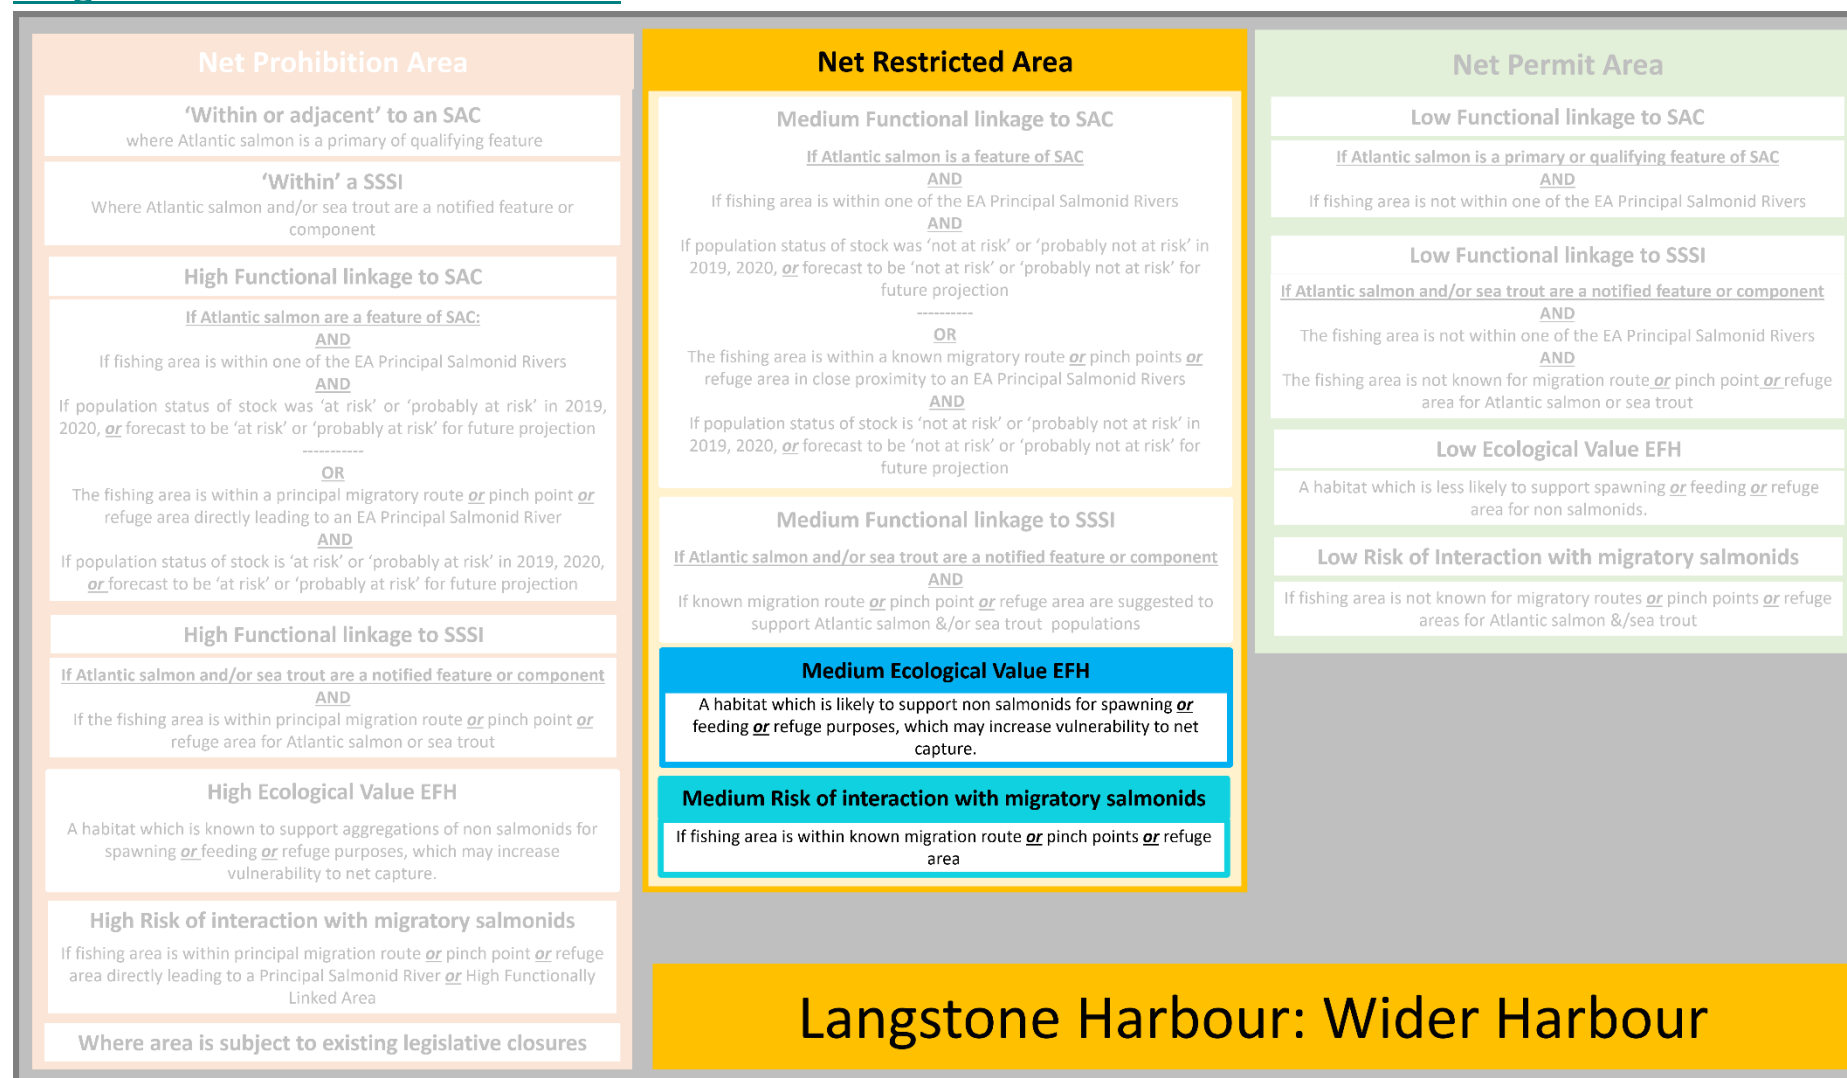 Net Prohibition Area
'Within or adjacent' to an SAC
where Atlantic salmon is a primary of qualifying feature
'Within' a SSSI
Where Atlantic salmon and/or sea trout are a notified feature or
component
High Functional linkage to SAC
If Atlantic salmon are a feature of SAC:
AND
If fishing area is within one of the EA Principal Salmonid Rivers
AND
If population status of stock was 'at risk' or 'probably at risk' in 2019,
2020, or forecast to be 'at risk' or 'probably at risk' for future projection
-----------
OR
The fishing area is within a principal migratory route or pinch point or
refuge area directly leading to an EA Principal Salmonid River
AND
If population status of stock is 'at risk' or 'probably at risk' in 2019, 2020,
or forecast to be 'at risk' or 'probably at risk' for future projection
High Functional linkage to SSSI
If Atlantic salmon and/or sea trout are a notified feature or component
AND
If the fishing area is within principal migration route or pinch point or
refuge area for Atlantic salmon or sea trout
High Ecological Value EFH
A habitat which is known to support aggregations of non salmonids for
spawning or feeding or refuge purposes, which may increase
vulnerability to net capture.
High Risk of interaction with migratory salmonids
If fishing area is within principal migration route or pinch point or refuge
area directly leading to a Principal Salmonid River or High Functionally
Linked Area
Where area is subject to existing legislative closures
Net Restricted Area
Medium Functional linkage to SAC
If Atlantic salmon is a feature of SAC
AND
If fishing area is within one of the EA Principal Salmonid Rivers
AND
If population status of stock was 'not at risk' or 'probably not at risk' in
2019, 2020, or forecast to be 'not at risk' or 'probably not at risk' for
future projection
----------
OR
The fishing area is within a known migratory route or pinch points or
refuge area in close proximity to an EA Principal Salmonid Rivers
AND
If population status of stock is 'not at risk' or 'probably not at risk' in
2019, 2020, or forecast to be 'not at risk' or 'probably not at risk' for
future projection
Medium Functional linkage to SSSI
If Atlantic salmon and/or sea trout are a notified feature or component
AND
If known migration route or pinch point or refuge area are suggested to
support Atlantic salmon &/or sea trout populations
Medium Ecological Value EFH
A habitat which is likely to support non salmonids for spawning or
feeding or refuge purposes, which may increase vulnerability to net
capture.
Medium Risk of interaction with migratory salmonids
If fishing area is within known migration route or pinch points or refuge
area
Net Permit Area
Low Functional linkage to SAC
If Atlantic salmon is a primary or qualifying feature of SAC
AND
If fishing area is not within one of the EA Principal Salmonid Rivers
Low Functional linkage to SSSI
If Atlantic salmon and/or sea trout are a notified feature or component
AND
The fishing area is not within one of the EA Principal Salmonid Rivers
AND
The fishing area is not known for migration route or pinch point or refuge
area for Atlantic salmon or sea trout
Low Ecological Value EFH
A habitat which is less likely to support spawning or feeding or refuge
area for non salmonids.
Low Risk of Interaction with migratory salmonids
If fishing area is not known for migratory routes or pinch points or refuge
areas for Atlantic salmon &/sea trout
Langstone Harbour: Wider Harbour